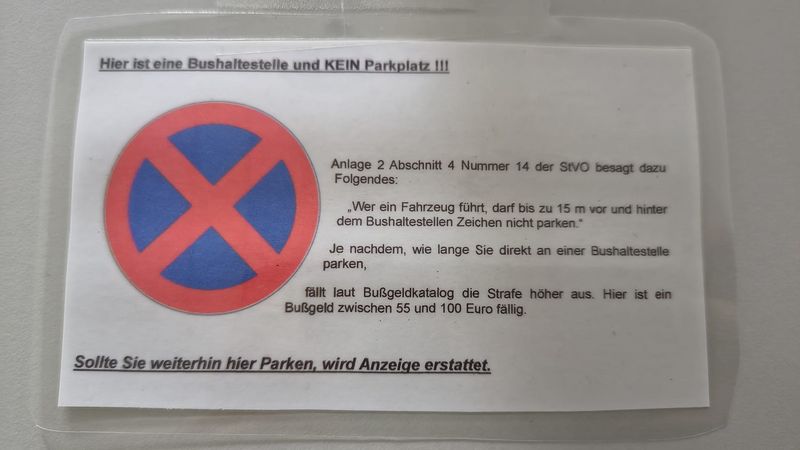 Hier ist eine Bushaltestelle und KEIN Parkplatz !!!
Anlage 2 Abschnitt 4 Nummer 14 der StVO besagt dazu
Folgendes:
„Wer ein Fahrzeug führt, darf bis zu 15 m vor und hinter
dem Bushaltestellen Zeichen nicht parken.“
Je nachdem, wie lange Sie direkt an einer Bushaltestelle
parken,
fällt laut Bußgeldkatalog die Strafe höher aus. Hier ist ein
Bußgeld zwischen 55 und 100 Euro fällig.
Sollte Sie weiterhin hier Parken, wird Anzeige erstattet.